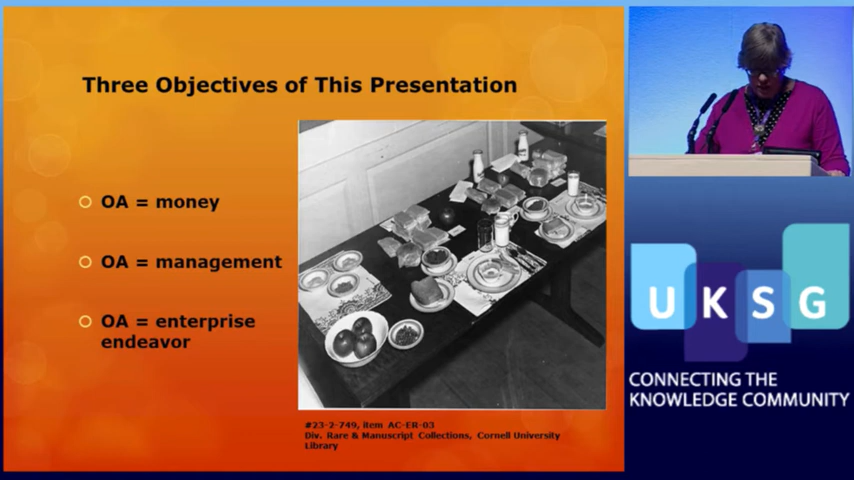 Three Objectives of This Presentation
OA = money
OA = management
OA = enterprise
endeavor
#23-2-749, item AC-ER-03
Div. Rare & Manuscript Collections, Cornell University
Library
UKSG
CONNECTING THE
KNOWLEDGE COMMUNITY